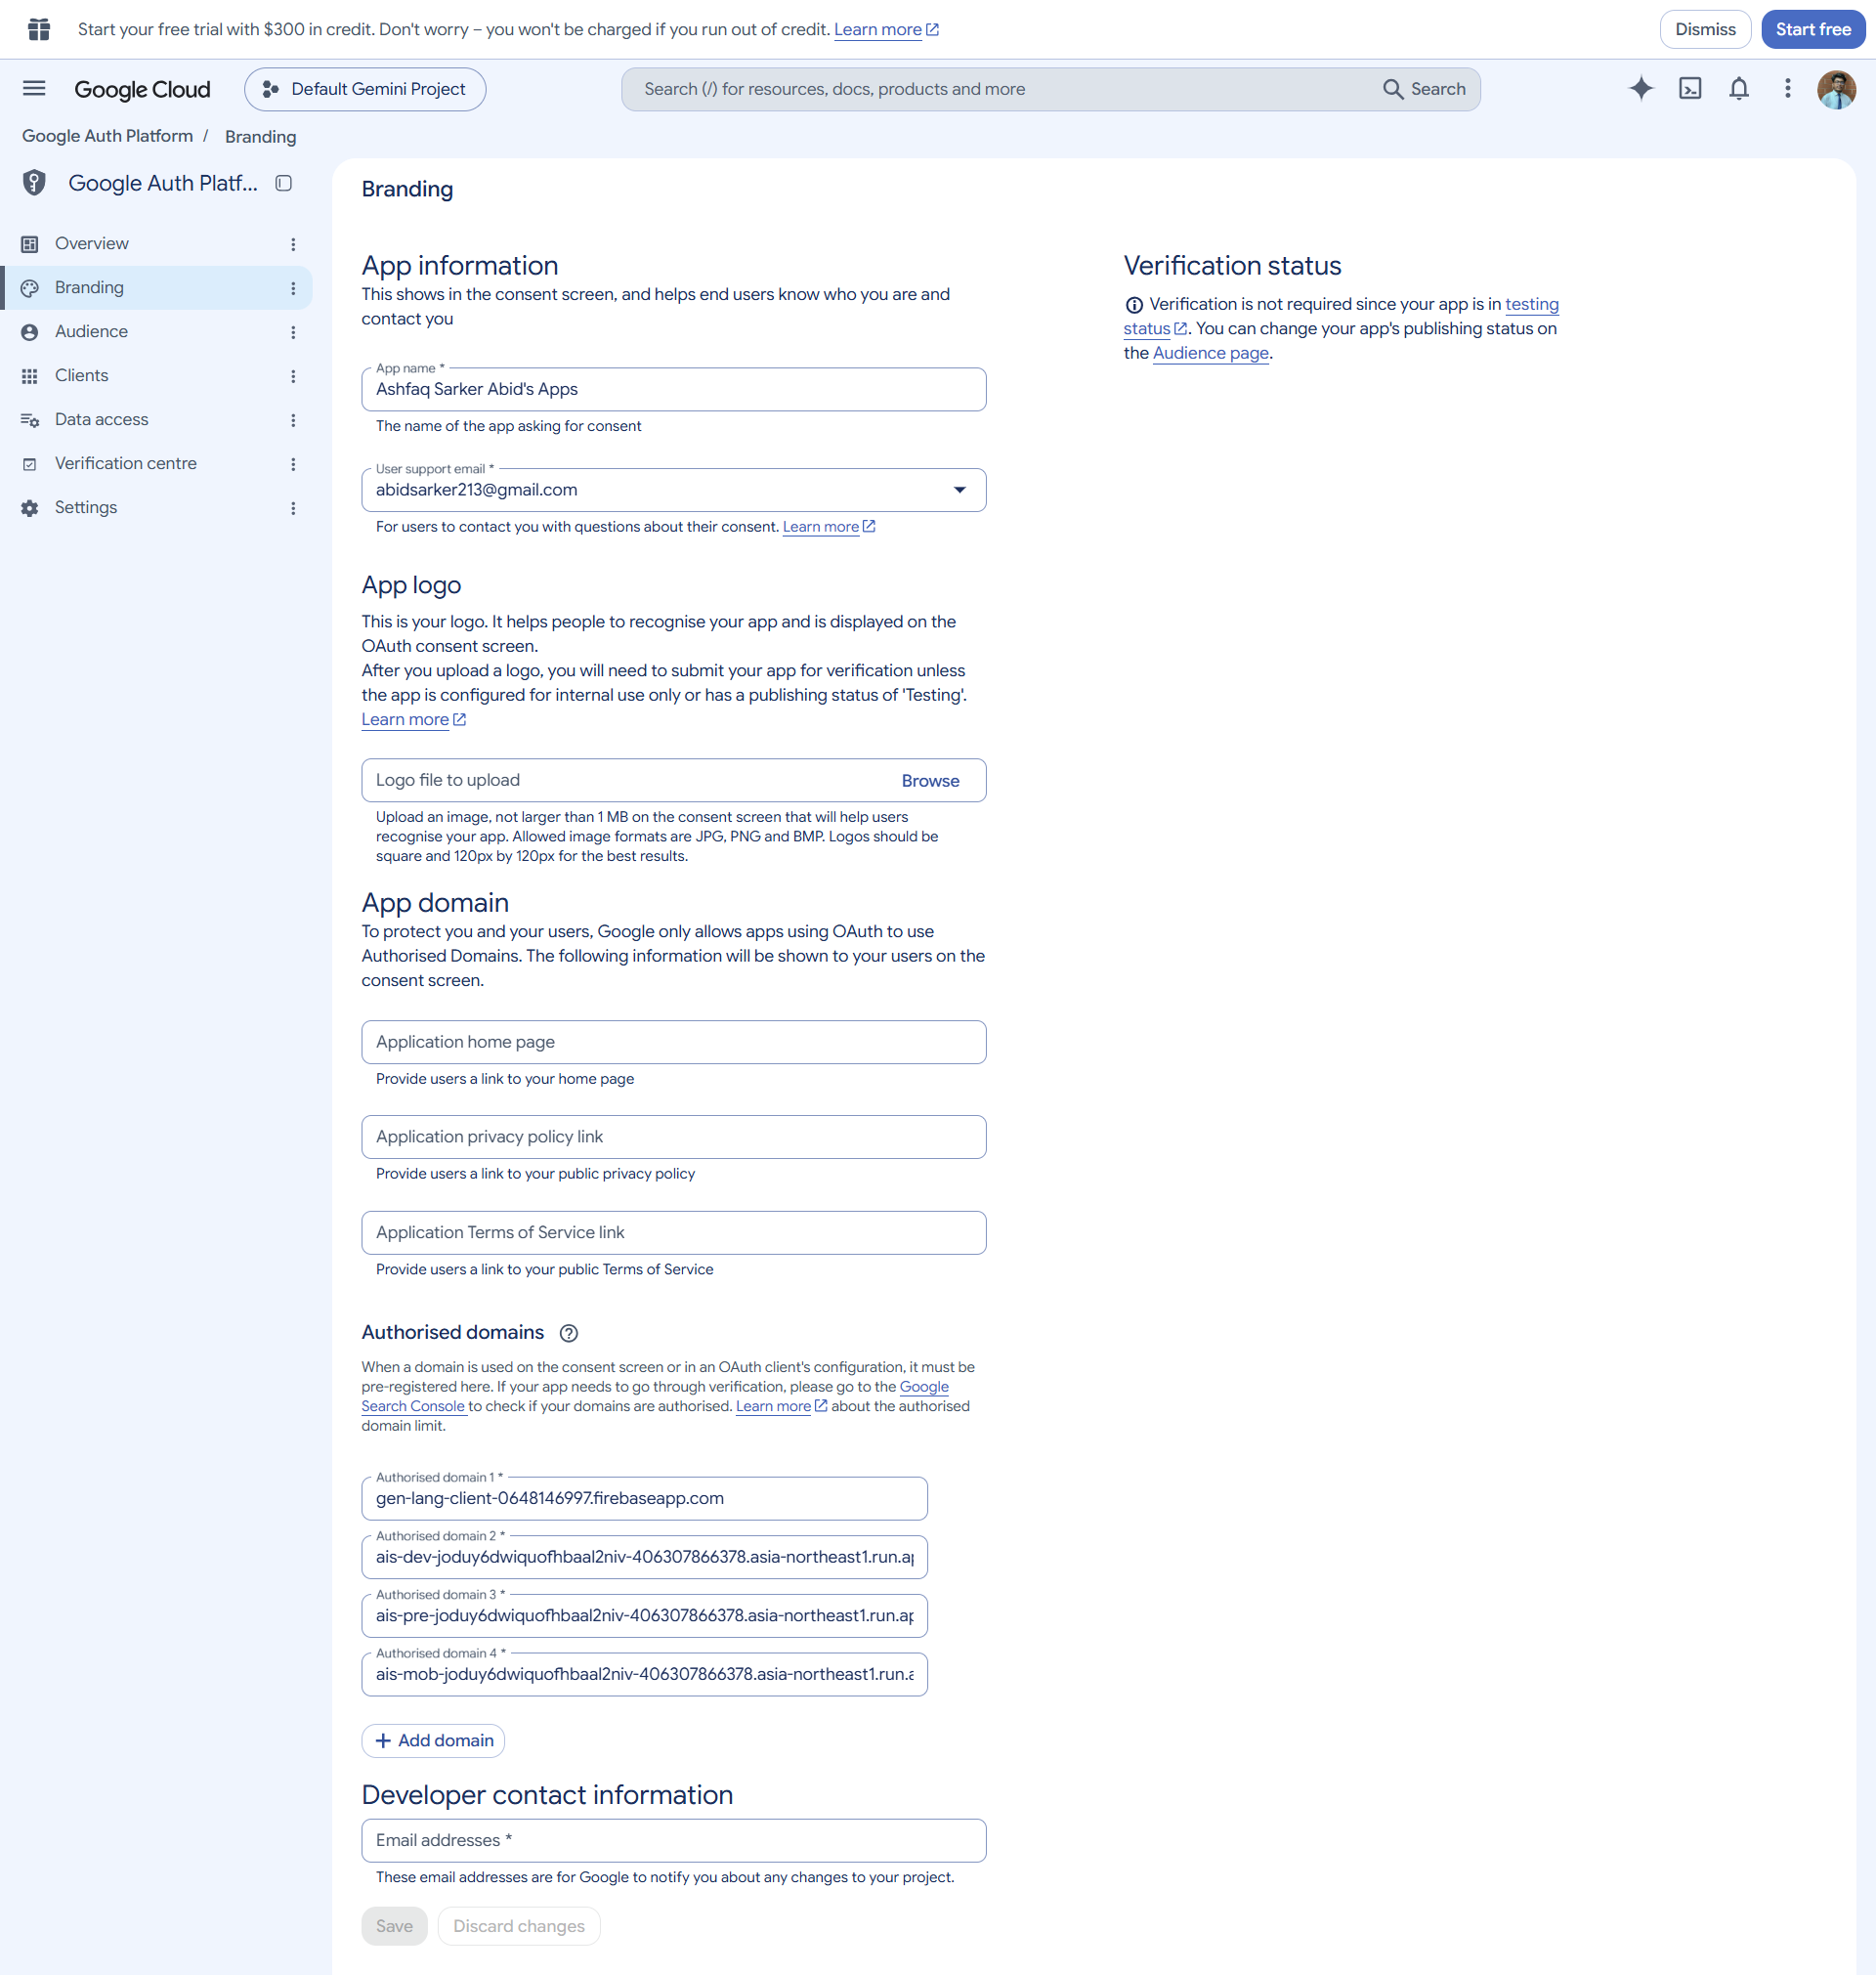 Start your free trial with $300 in credit. Don't worry – you won't be charged if you run out of credit. Learn more
Dismiss
Start free
Google Cloud
Default Gemini Project
Search (/) for resources, docs, products and more
Search
Google Auth Platform / Branding
Google Auth Platf...
Overview
Branding
Audience
Clients
Data access
Verification centre
Settings
Branding
App information
This shows in the consent screen, and helps end users know who you are and
contact you
App name *
Ashfaq Sarker Abid's Apps
The name of the app asking for consent
User support email *
abidsarker213@gmail.com
For users to contact you with questions about their consent. Learn more
App logo
This is your logo. It helps people to recognise your app and is displayed on the
OAuth consent screen.
After you upload a logo, you will need to submit your app for verification unless
the app is configured for internal use only or has a publishing status of 'Testing'.
Learn more
Logo file to upload
Browse
Upload an image, not larger than 1 MB on the consent screen that will help users
recognise your app. Allowed image formats are JPG, PNG and BMP. Logos should be
square and 120px by 120px for the best results.
App domain
To protect you and your users, Google only allows apps using OAuth to use
Authorised Domains. The following information will be shown to your users on the
consent screen.
Application home page
Provide users a link to your home page
Application privacy policy link
Provide users a link to your public privacy policy
Application Terms of Service link
Provide users a link to your public Terms of Service
Authorised domains
When a domain is used on the consent screen or in an OAuth client's configuration, it must be
pre-registered here. If your app needs to go through verification, please go to the Google
Search Console to check if your domains are authorised. Learn more about the authorised
domain limit.
Authorised domain 1 *
gen-lang-client-0648146997.firebaseapp.com
Authorised domain 2 *
ais-dev-joduy6dwiquofhbaal2niv-406307866378.asia-northeast1.run.ap
Authorised domain 3 *
ais-pre-joduy6dwiquofhbaal2niv-406307866378.asia-northeast1.run.ap
Authorised domain 4 *
ais-mob-joduy6dwiquofhbaal2niv-406307866378.asia-northeast1.run.a
Add domain
Developer contact information
Email addresses *
These email addresses are for Google to notify you about any changes to your project.
Save
Discard changes
Verification status
Verification is not required since your app is in testing
status. You can change your app's publishing status on
the Audience page.